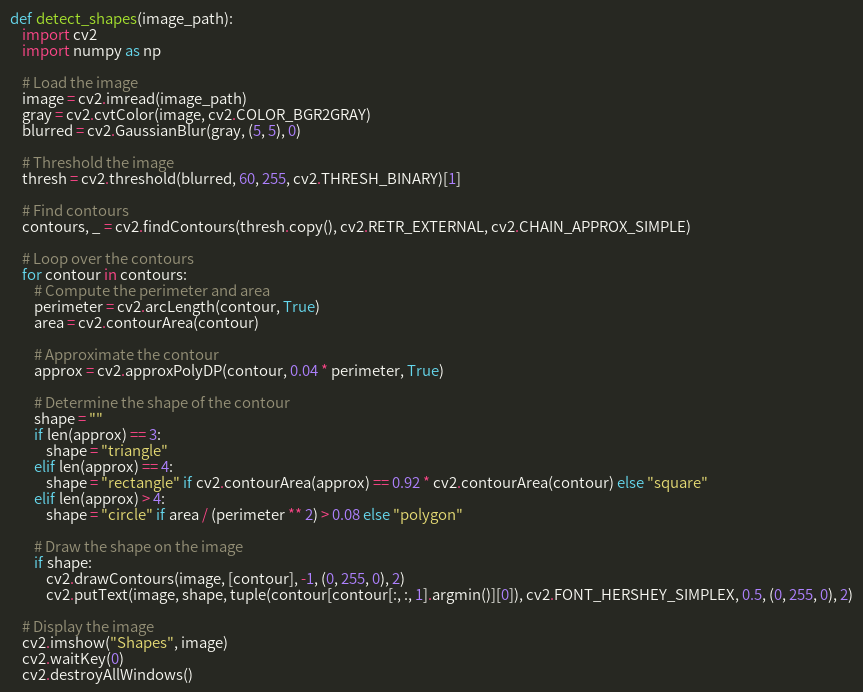 def detect_shapes(image_path):
    import cv2
    import numpy as np

    # Load the image
    image = cv2.imread(image_path)
    gray = cv2.cvtColor(image, cv2.COLOR_BGR2GRAY)
    blurred = cv2.GaussianBlur(gray, (5, 5), 0)

    # Threshold the image
    thresh = cv2.threshold(blurred, 60, 255, cv2.THRESH_BINARY)[1]

    # Find contours
    contours, _ = cv2.findContours(thresh.copy(), cv2.RETR_EXTERNAL, cv2.CHAIN_APPROX_SIMPLE)

    # Loop over the contours
    for contour in contours:
        # Compute the perimeter and area
        perimeter = cv2.arcLength(contour, True)
        area = cv2.contourArea(contour)

        # Approximate the contour
        approx = cv2.approxPolyDP(contour, 0.04 * perimeter, True)

        # Determine the shape of the contour
        shape = ""
        if len(approx) == 3:
            shape = "triangle"
        elif len(approx) == 4:
            shape = "rectangle" if cv2.contourArea(approx) == 0.92 * cv2.contourArea(contour) else "square"
        elif len(approx) > 4:
            shape = "circle" if area / (perimeter ** 2) > 0.08 else "polygon"

        # Draw the shape on the image
        if shape:
            cv2.drawContours(image, [contour], -1, (0, 255, 0), 2)
            cv2.putText(image, shape, tuple(contour[contour[:, :, 1].argmin()][0]), cv2.FONT_HERSHEY_SIMPLEX, 0.5, (0, 255, 0), 2)

    # Display the image
    cv2.imshow("Shapes", image)
    cv2.waitKey(0)
    cv2.destroyAllWindows()